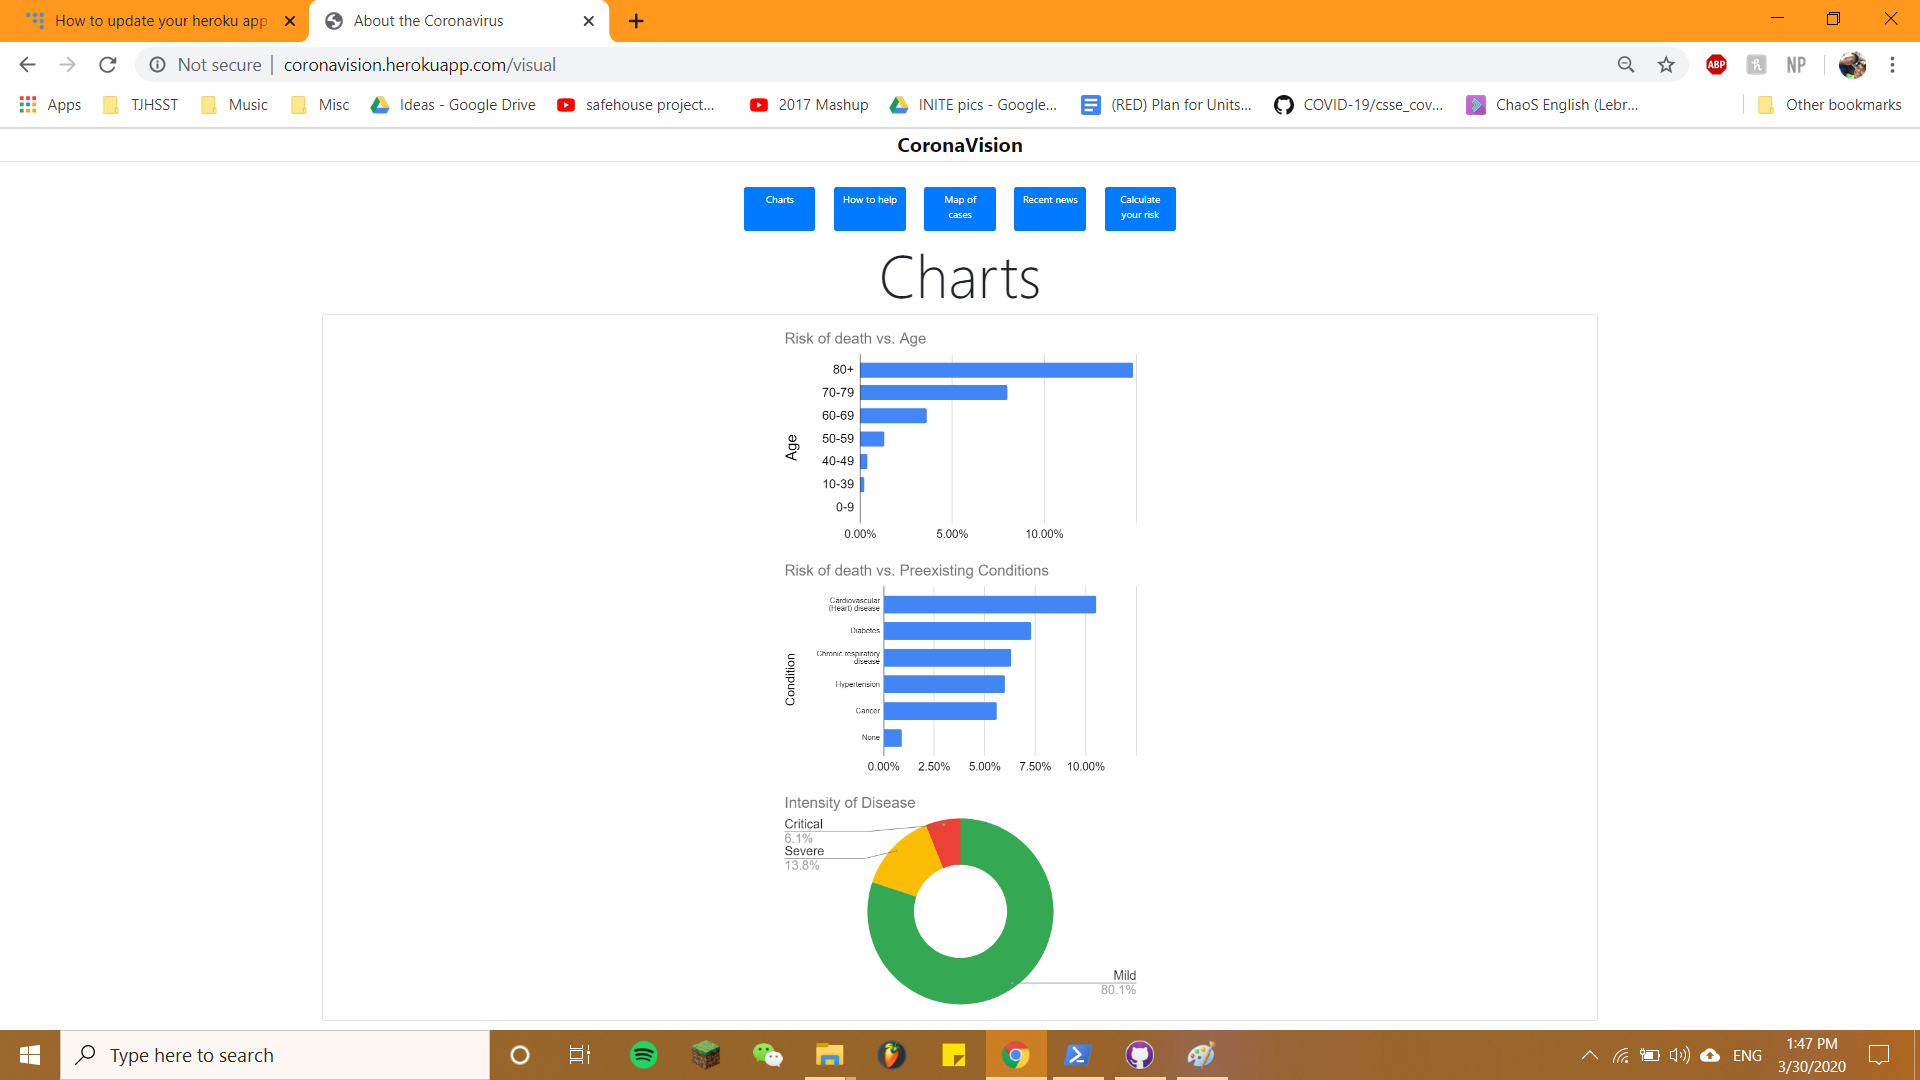 How to update your heroku app
About the Coronavirus
Not secure
coronavision.herokuapp.com/visual
ABP
NP
Apps
TJHSST
Music
Misc
Ideas - Google Drive
safehouse project...
2017 Mashup
INITE pics - Google...
(RED) Plan for Units...
COVID-19/csse_cov...
ChaoS English (Lebr...
Other bookmarks
CoronaVision
Charts
How to help
Map of
cases
Recent news
Calculate
your risk
Charts
Risk of death vs. Age
Age
80+
70-79
60-69
50-59
40-49
10-39
0-9
0.00%
5.00%
10.00%
Risk of death vs. Preexisting Conditions
Condition
Cardiovascular
(Heart) disease
Diabetes
Chronic respiratory
disease
Hypertension
Cancer
None
0.00%
2.50%
5.00%
7.50%
10.00%
Intensity of Disease
Critical
6.1%
Severe
13.8%
Mild
80.1%
Type here to search
ENG
1:47 PM
3/30/2020